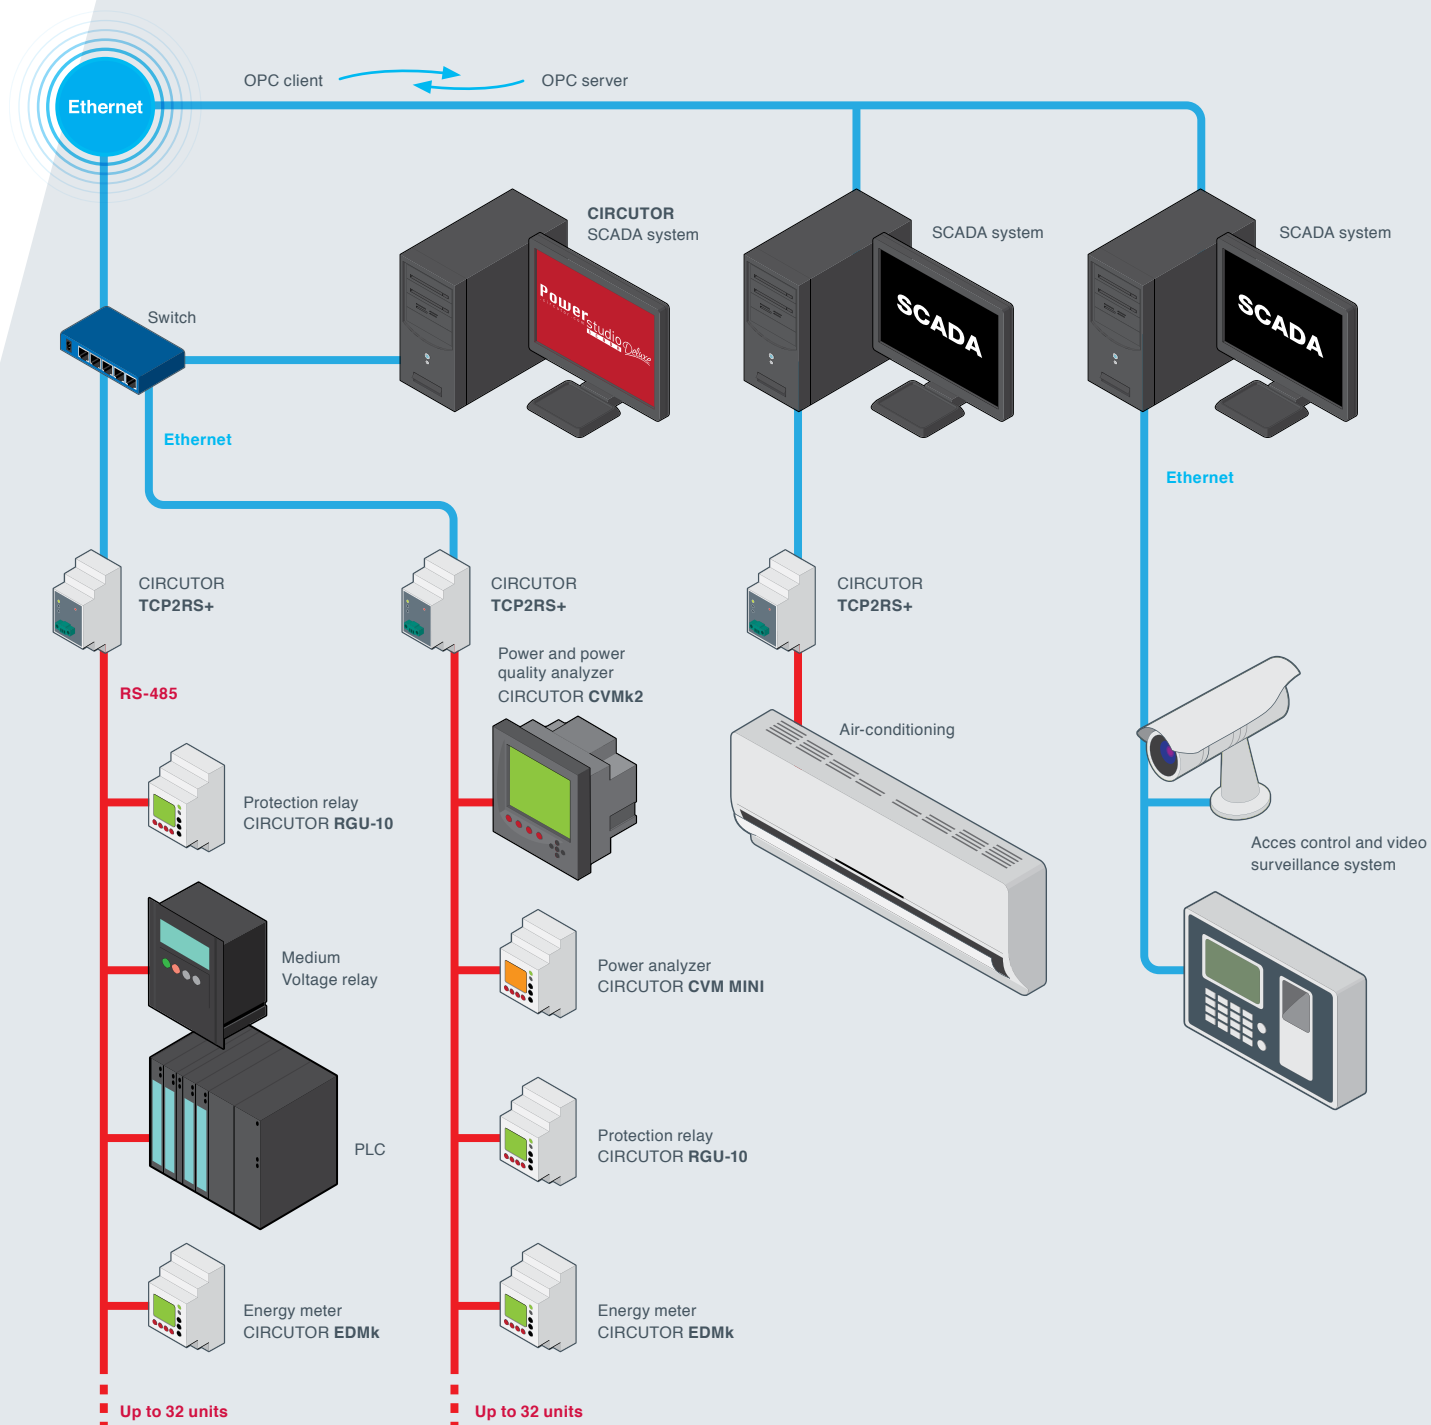 OPC client
OPC server
Ethernet
CIRCUTOR
SCADA system
SCADA system
SCADA system
Power
studio
Deluxe
SCADA
SCADA
Switch
Ethernet
Ethernet
CIRCUTOR
TCP2RS+
CIRCUTOR
TCP2RS+
CIRCUTOR
TCP2RS+
RS-485
Power and power
quality analyzer
CIRCUTOR CVMk2
Air-conditioning
Protection relay
CIRCUTOR RGU-10
Acces control and video
surveillance system
Medium
Voltage relay
Power analyzer
CIRCUTOR CVM MINI
PLC
Protection relay
CIRCUTOR RGU-10
Energy meter
CIRCUTOR EDMk
Energy meter
CIRCUTOR EDMk
Up to 32 units
Up to 32 units